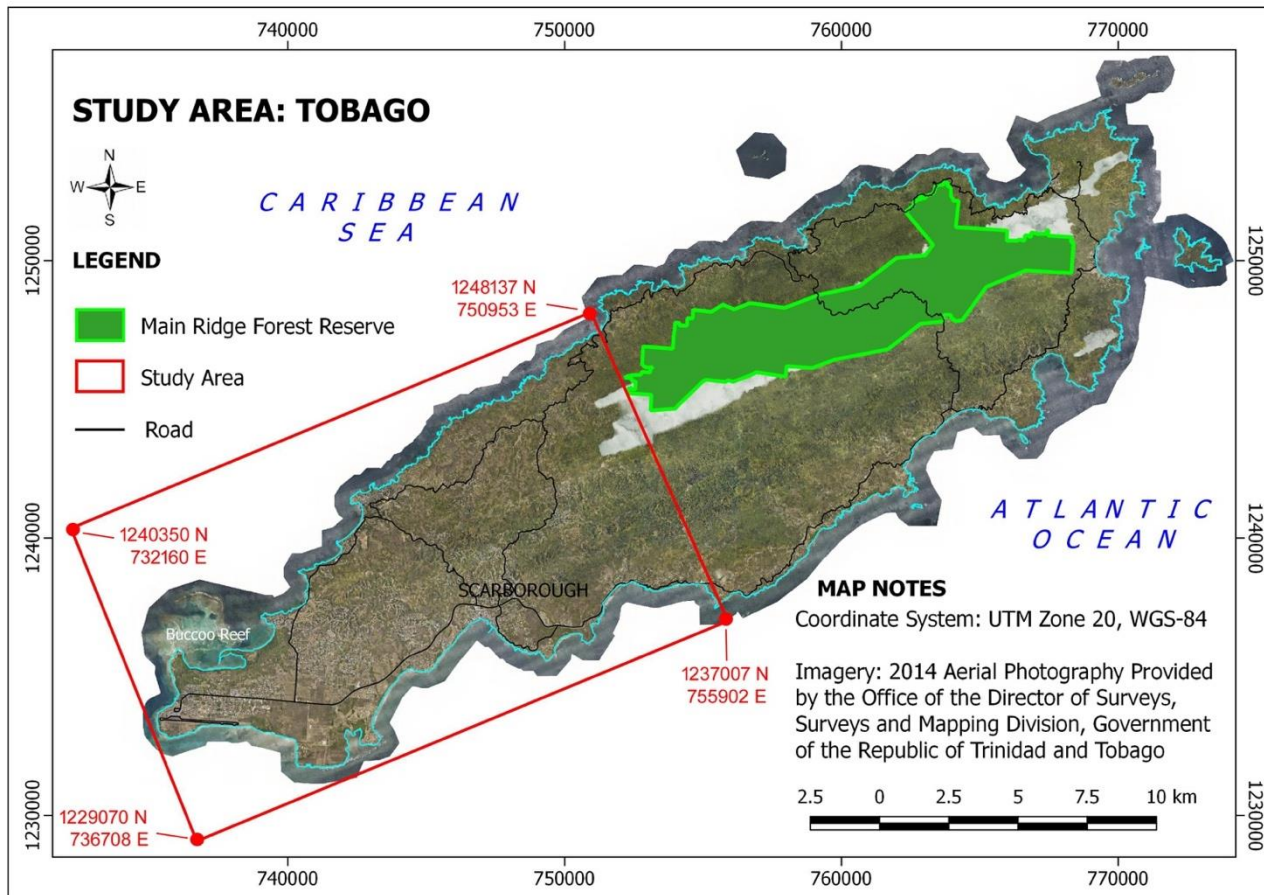 740000
750000
760000
770000
STUDY AREA: TOBAGO
N
W
E
S
CARIBBEAN
SEA
LEGEND
Main Ridge Forest Reserve
Study Area
Road
1250000
1240000
1230000
1248137 N
750953 E
1240350 N
732160 E
SCARBOROUGH
Buccoo Reef
1229070 N
736708 E
1237007 N
755902 E
ATLANTIC
OCEAN
MAP NOTES
Coordinate System: UTM Zone 20, WGS-84
Imagery: 2014 Aerial Photography Provided
by the Office of the Director of Surveys,
Surveys and Mapping Division, Government
of the Republic of Trinidad and Tobago
2.5 0 2.5 5 7.5 10 km
1250000
1240000
1230000
740000
750000
760000
770000